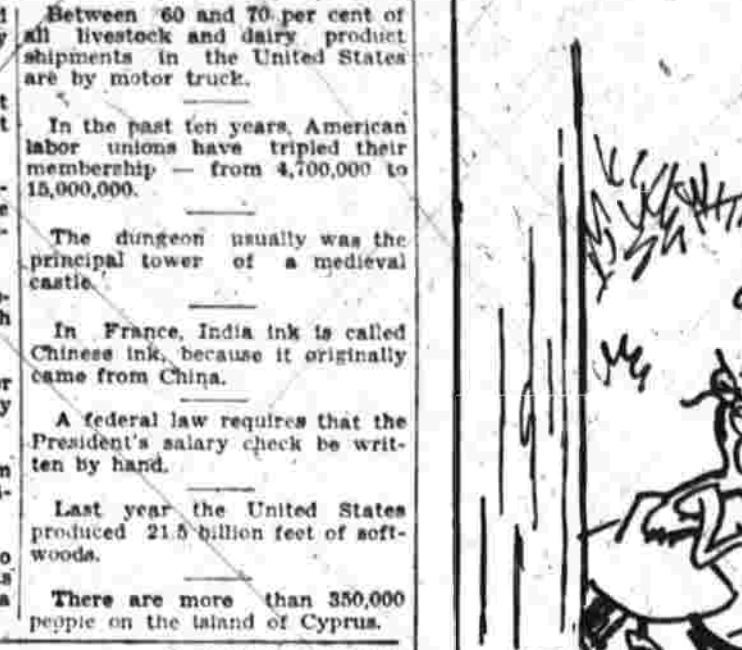 Between 60 and 70 per cent of
all livestock and dairy product
shipments in the United States
are by motor truck.
In the past ten years, American
labor unions have tripled their
membership — from 4,700,000 to
15,000,000.
The dungeon usually was the
principal tower of a medieval
castle.
In France, India ink is called
Chinese ink, because it originally
came from China.
A federal law requires that the
President's salary check be writ-
ten by hand.
Last year the United States
produced 21.5 billion feet of soft-
woods.
There are more than 350,000
people on the island of Cyprus.